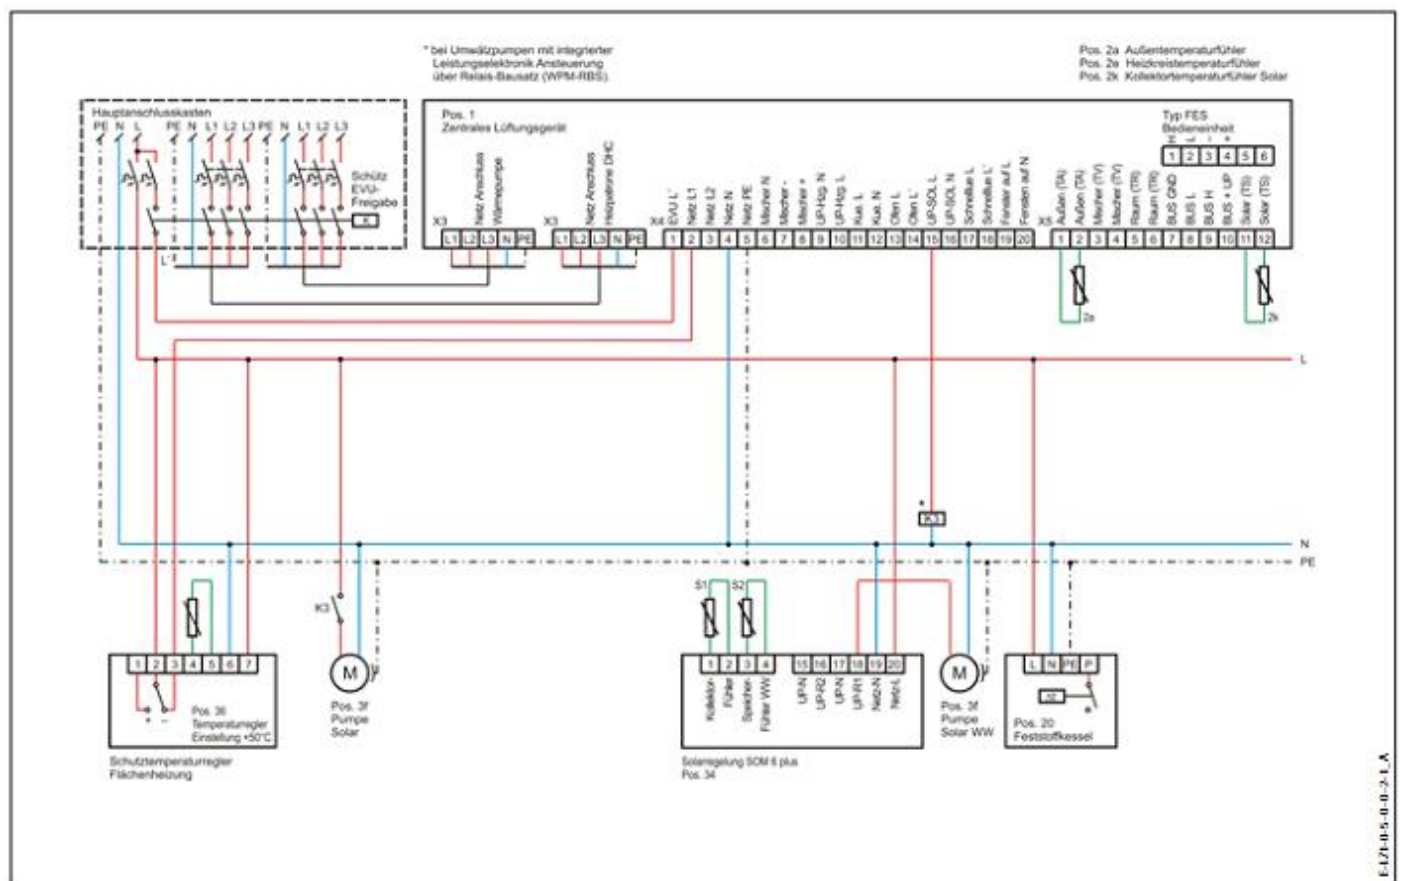 * bei Umwälzpumpen mit integrierter
Leistungselektronik Ansteuerung
über Relais-Bausatz (WPM-RBS).
Pos. 2a Außentemperaturfühler
Pos. 2e Heizkreistemperaturfühler
Pos. 2k Kollektortemperaturfühler Solar
Hauptanschlusskasten
PE N L PE N L1 L2 L3 PE N L1 L2 L3
Schütz
EVU-
Freigabe
K
L'
Pos. 1
Zentrales Lüftungsgerät
Typ FES
Bedieneinheit
H L - +
1 2 3 4 5 6
X3
Netz Anschluss
Wärmepumpe
L1 L2 L3 N PE
X3
Netz Anschluss
Heizpatrone DHC
L1 L2 L3 N PE
X4
EVU L'
Netz L1
Netz L2
Netz N
Netz PE
Mischer N
Mischer -
Mischer +
UP-Hzg. N
UP-Hzg. L
Kue. L
Kue. N
Ofen L
Ofen L'
UP-SOL L
UP-SOL N
Schnelllue L
Schnelllue L'
Fenster auf L
Fenster auf N
1 2 3 4 5 6 7 8 9 10 11 12 13 14 15 16 17 18 19 20
X5
Außen (TA)
Außen (TA)
Mischer (TV)
Mischer (TV)
Raum (TR)
Raum (TR)
BUS GND
BUS L
BUS H
BUS + UP
Solar (TS)
Solar (TS)
1 2 3 4 5 6 7 8 9 10 11 12
2a
2k
L
*
K3
N
PE
K3
S1
S2
1 2 3 4 5 6 7
+ -
Pos. 36
Temperaturregler
Einstellung +50°C
Schutztemperaturregler
Flächenheizung
M
Pos. 3f
Pumpe
Solar
1 2 3 4 15 16 17 18 19 20
Kollektor-
Fühler
Speicher-
Fühler WW
UP-N
UP-R2
UP-N
UP-R1
Netz-N
Netz-L
Solarregelung SOM 6 plus
Pos. 34
M
Pos. 3f
Pumpe
Solar WW
L N PE P
Pos. 20
Feststoffkessel